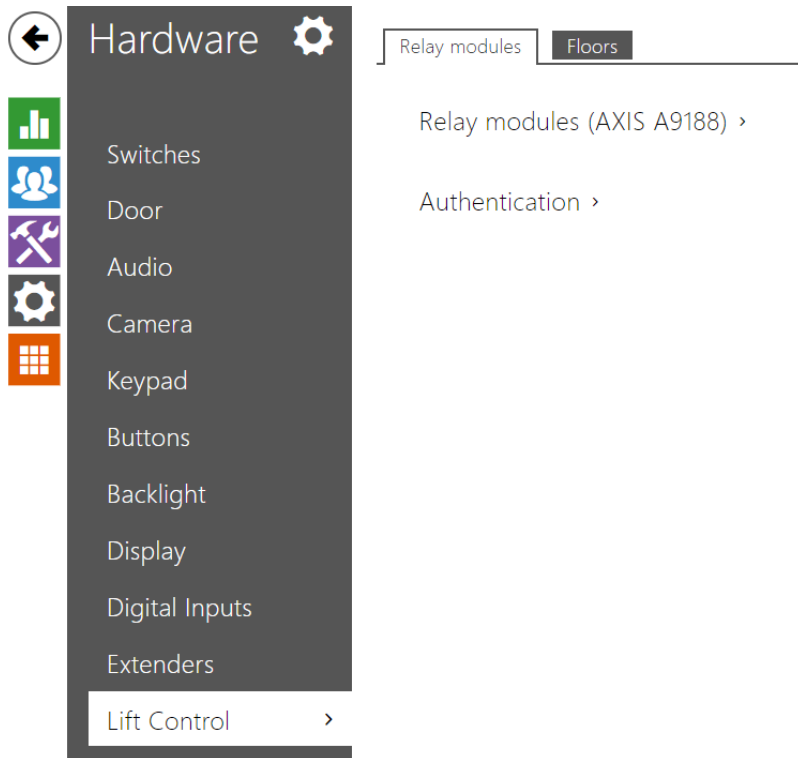 Hardware
Switches
Door
Audio
Camera
Keypad
Buttons
Backlight
Display
Digital Inputs
Extenders
Lift Control
Relay modules
Floors
Relay modules (AXIS A9188)
Authentication